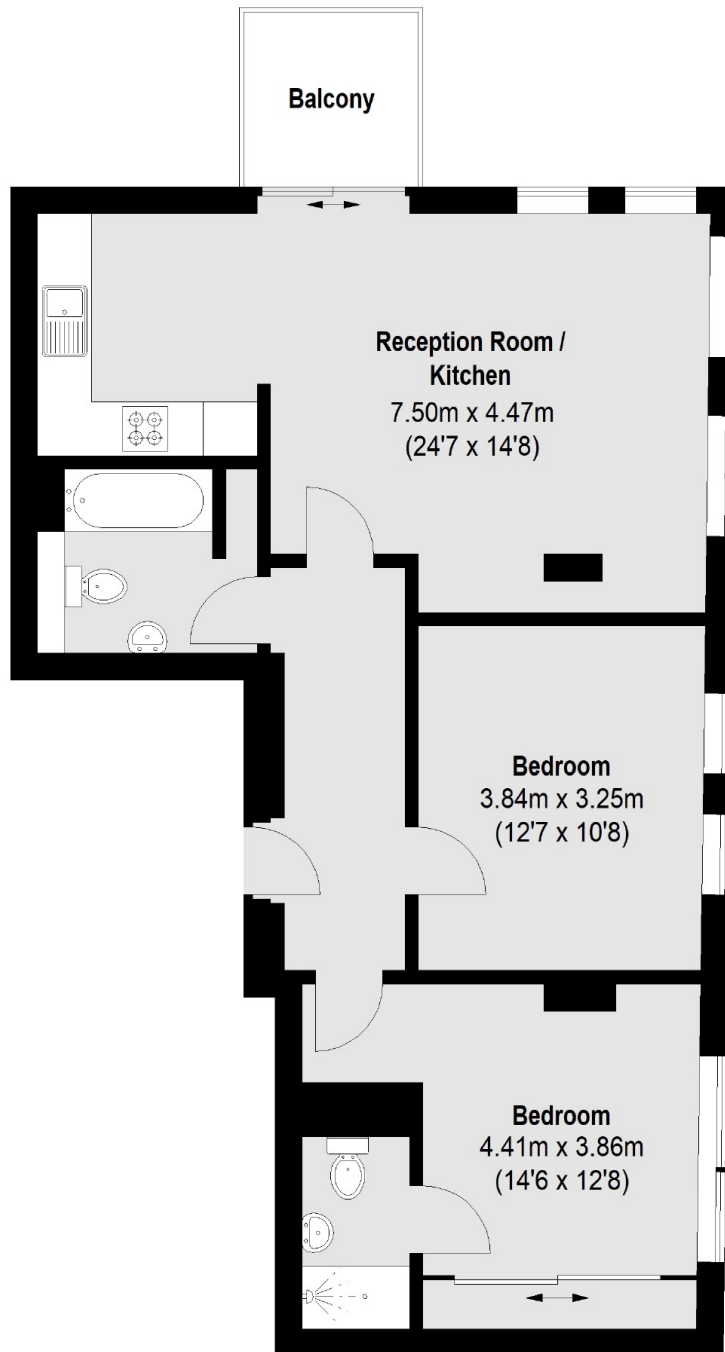 Balcony
Reception Room /
Kitchen
7.50m x 4.47m
(24'7 x 14'8)
Bedroom
3.84m x 3.25m
(12'7 x 10'8)
Bedroom
4.41m x 3.86m
(14'6 x 12'8)